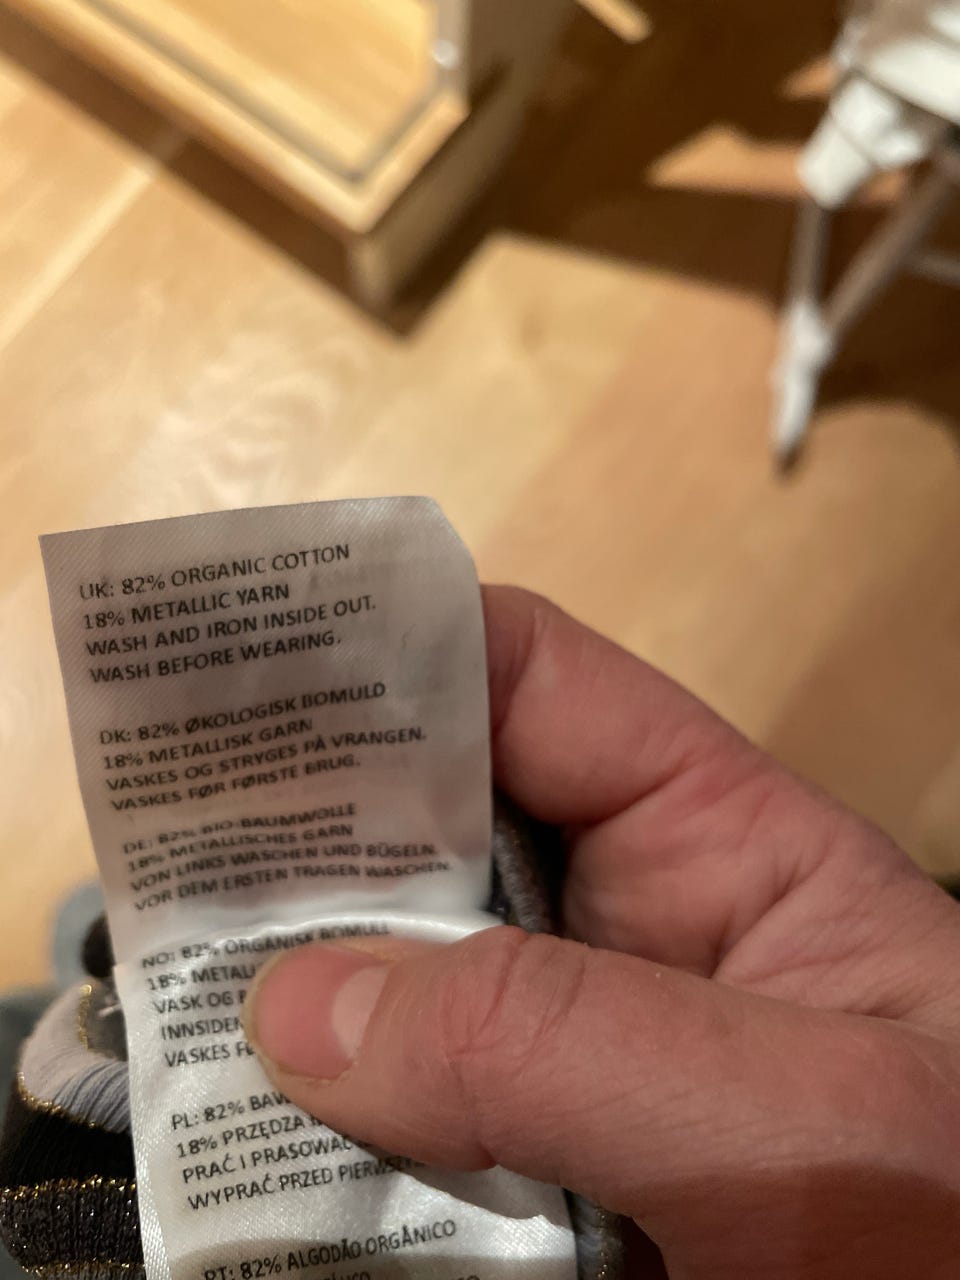 UK: 82% ORGANIC COTTON
18% METALLIC YARN
WASH AND IRON INSIDE OUT.
WASH BEFORE WEARING.
DK: 82% ØKOLOGISK BOMULD
18% METALLISK GARN
VASKES OG STRYGES PÅ VRANGEN.
VASKES FØR FØRSTE BRUG.
DE: 82% BIO-BAUMWOLLE
18% METALLISCHES GARN
VON LINKS WASCHEN UND BÜGELN.
VOR DEM ERSTEN TRAGEN WASCHEN.
NO: 82% ORGANISK BOMULL
18% METALL
VASK OG
INNSIDEN
VASKES
PL: 82% BAW
18% PRZĘDZA
PRAĆ I PRASOWAĆ
WYPRAĆ PRZED PIERWSZY
PT: 82% ALGODÃO ORGÂNICO